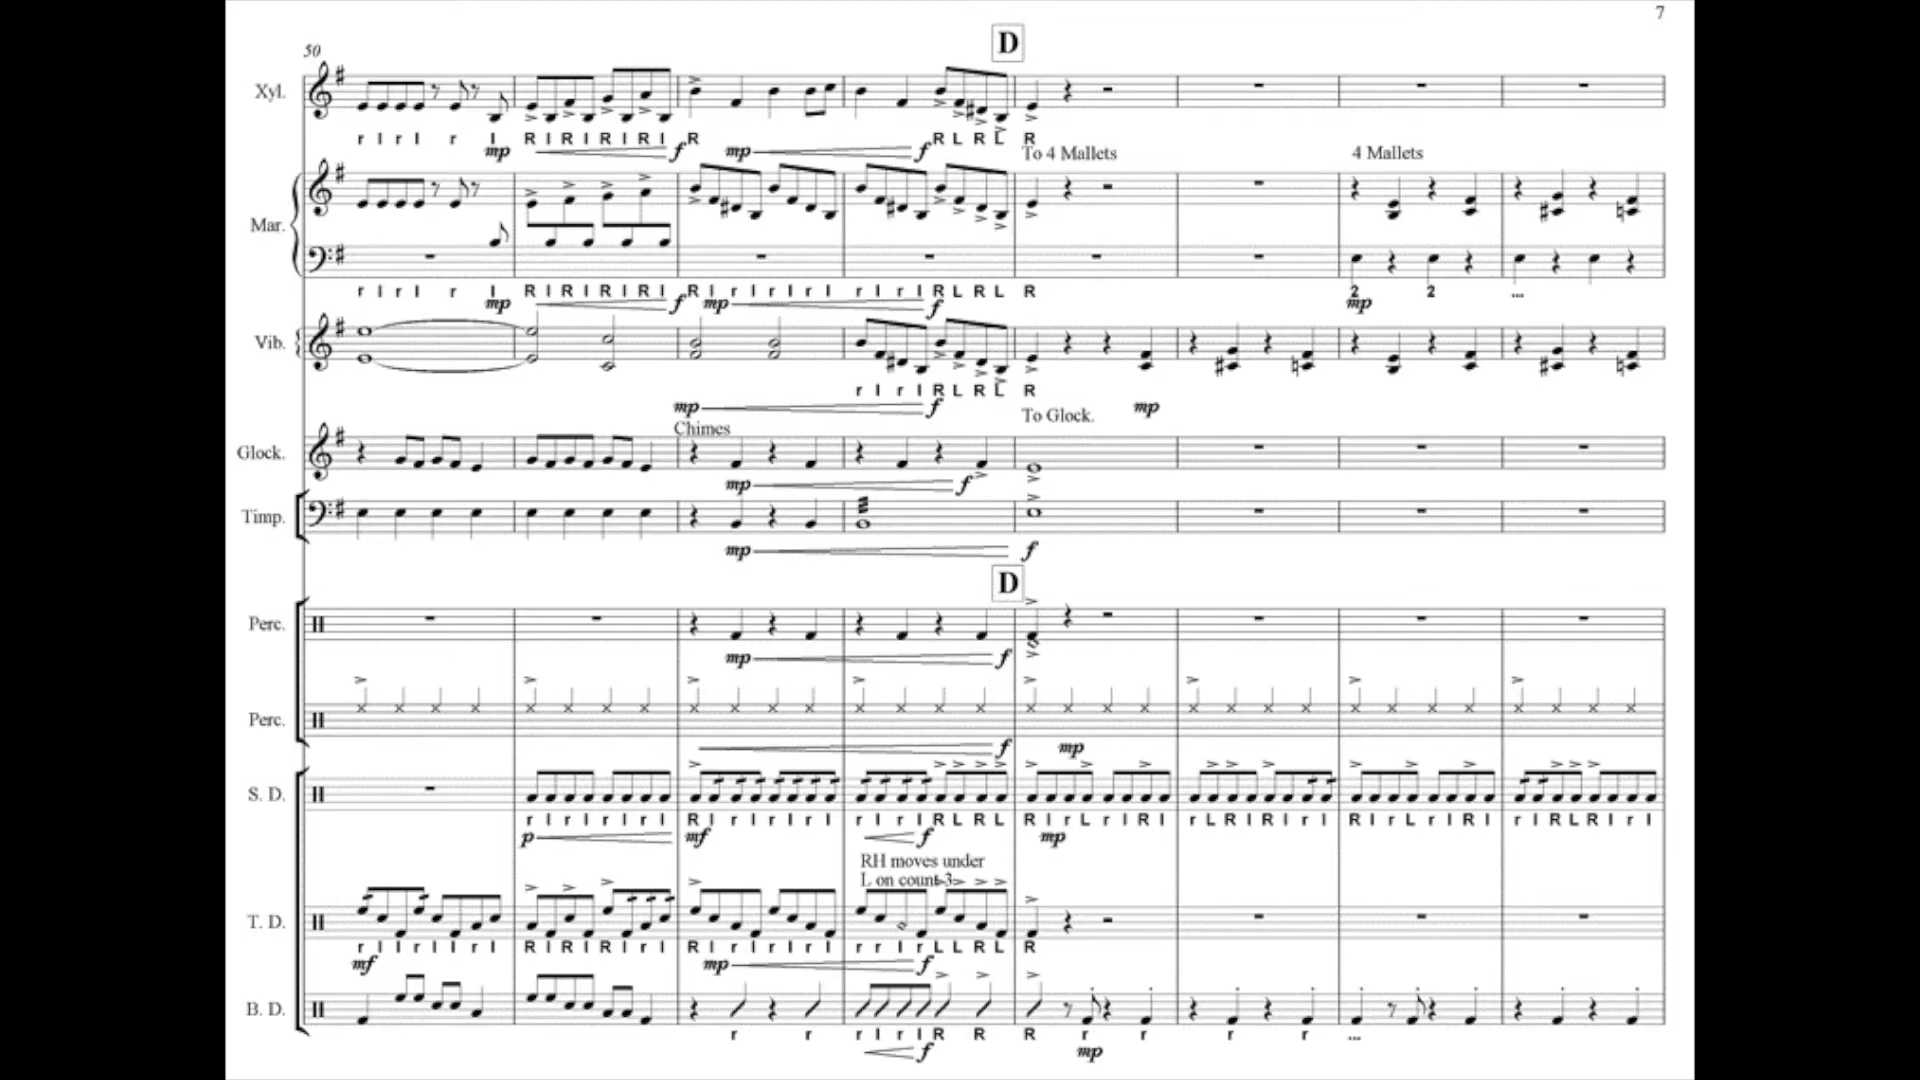 7
D
50
Xyl.
r l r l r l R l R l R l R l R R L R L R
mp f mp f
To 4 Mallets 4 Mallets
Mar.
r l r l r l R l R l R l R l R l r l r l r l r l r l R L R L R 2 2 ...
mp f mp f mp
Vib.
r l r l R L R L R
mp f mp
To Glock.
Chimes
Glock.
mp f
Timp.
mp f
D
Perc.
mp f
Perc.
f mp
S. D.
r l r l r l r l R l r l r l r l r l r l R L R L R l r L r l R l r L R l R l r l R l r L r l R l r l R L R l r l
p mf f mp
RH moves under
L on count 3
T. D.
r l l r l l r l R l R l R l r l R l r l r l r l r r l r L L R L R
mf mp f
B. D.
r r r l r l R R R r r r r ...
f mp